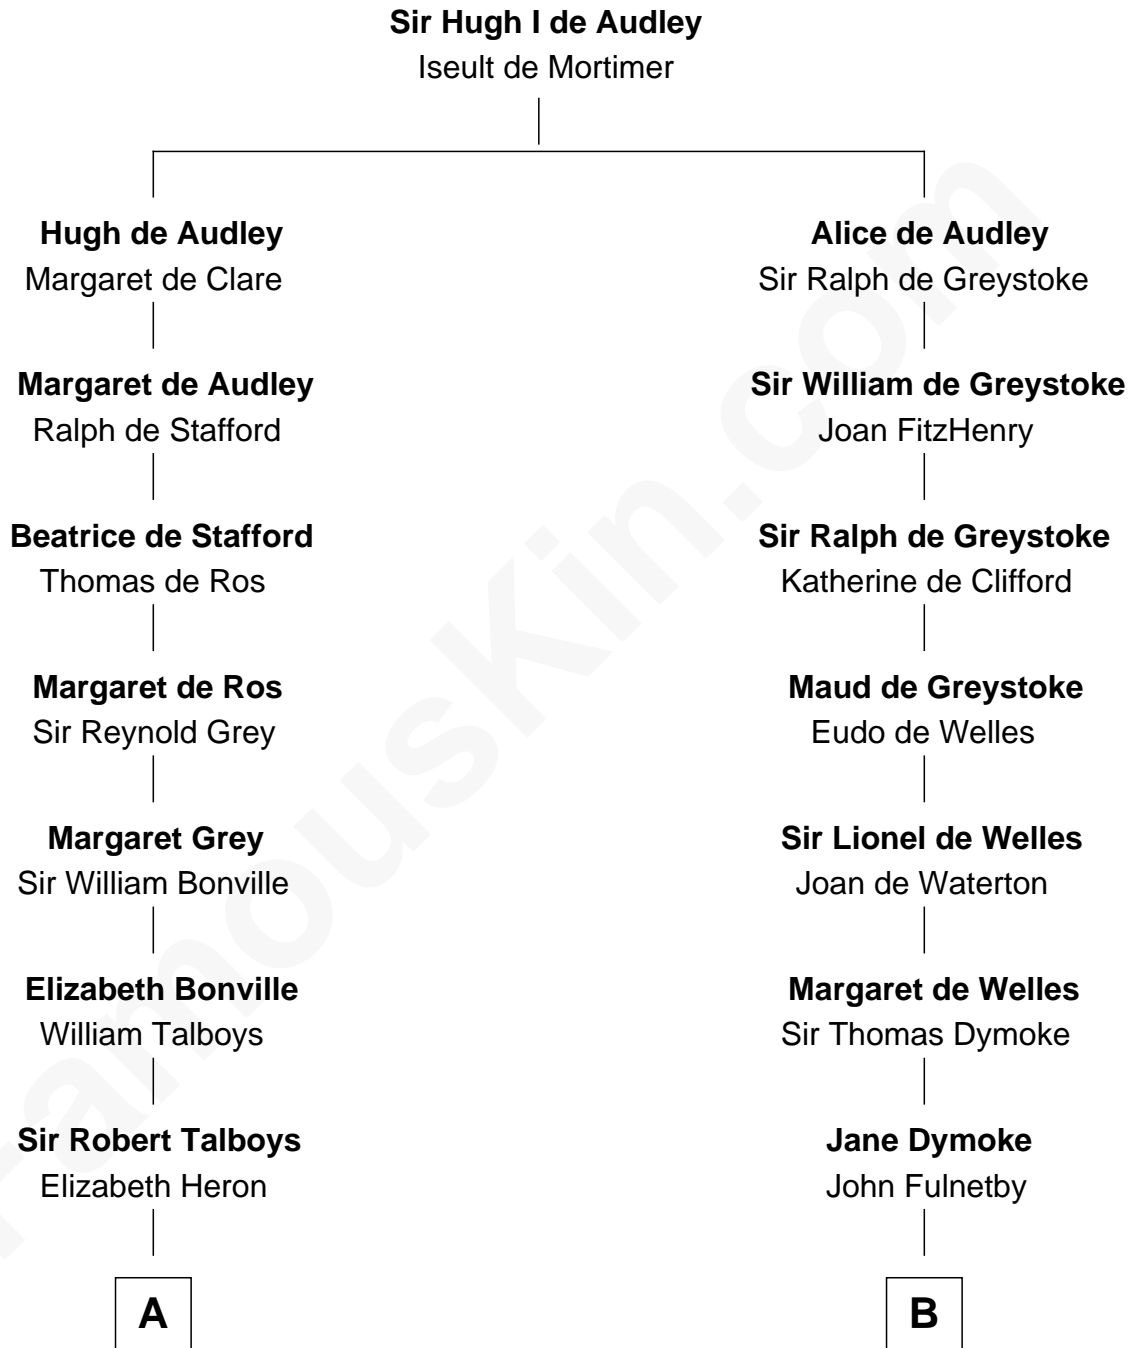 Sir Hugh I de Audley
Iseult de Mortimer
Hugh de Audley
Margaret de Clare
Alice de Audley
Sir Ralph de Greystoke
Margaret de Audley
Ralph de Stafford
Sir William de Greystoke
Joan FitzHenry
Beatrice de Stafford
Thomas de Ros
Sir Ralph de Greystoke
Katherine de Clifford
Margaret de Ros
Sir Reynold Grey
Maud de Greystoke
Eudo de Welles
Margaret Grey
Sir William Bonville
Sir Lionel de Welles
Joan de Waterton
Elizabeth Bonville
William Talboys
Margaret de Welles
Sir Thomas Dymoke
Sir Robert Talboys
Elizabeth Heron
Jane Dymoke
John Fulnetby
A
B
FamousKin.com